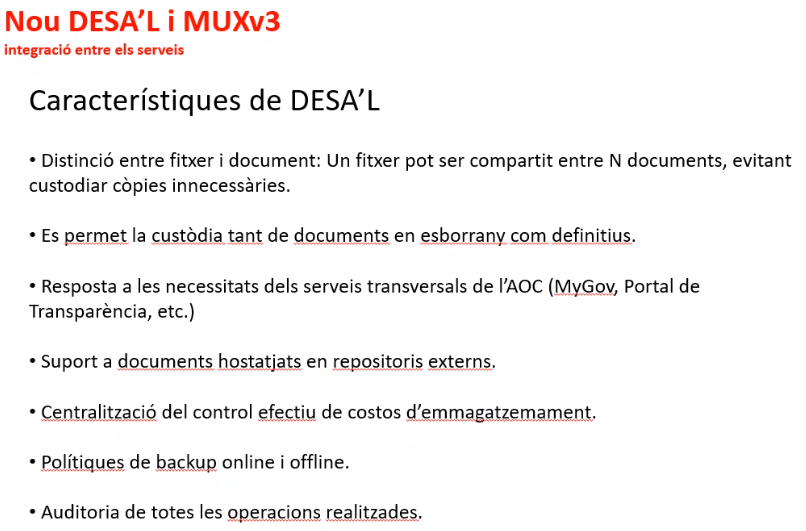 Nou DESA’L i MUXv3
integració entre els serveis
Característiques de DESA’L
• Distinció entre fitxer i document: Un fitxer pot ser compartit entre N documents, evitant
custodiar còpies innecessàries.
• Es permet la custòdia tant de documents en esborrany com definitius.
• Resposta a les necessitats dels serveis transversals de l’AOC (MyGov, Portal de
Transparència, etc.)
• Suport a documents hostatjats en repositoris externs.
• Centralització del control efectiu de costos d’emmagatzemament.
• Polítiques de backup online i offline.
• Auditoria de totes les operacions realitzades.